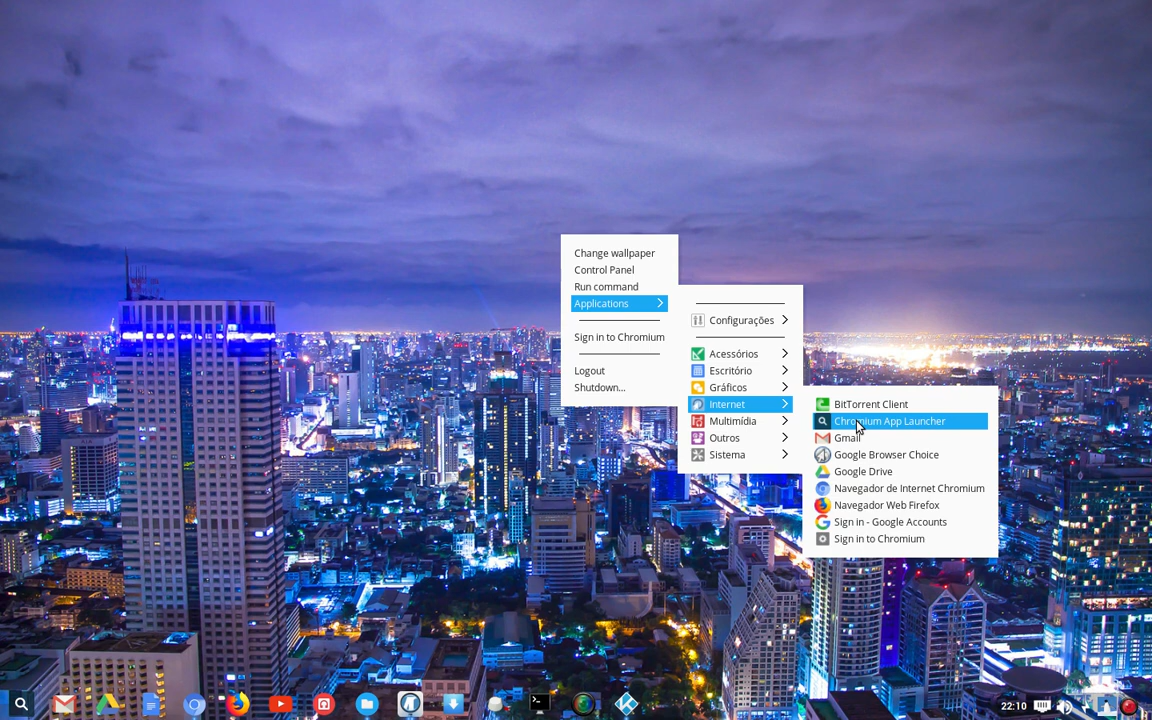 Change wallpaper
Control Panel
Run command
Applications
Sign in to Chromium
Logout
Shutdown...
Configurações
Acessórios
Escritório
Gráficos
Internet
Multimídia
Outros
Sistema
BitTorrent Client
Chromium App Launcher
Gmail
Google Browser Choice
Google Drive
Navegador de Internet Chromium
Navegador Web Firefox
Sign in - Google Accounts
Sign in to Chromium
22:10